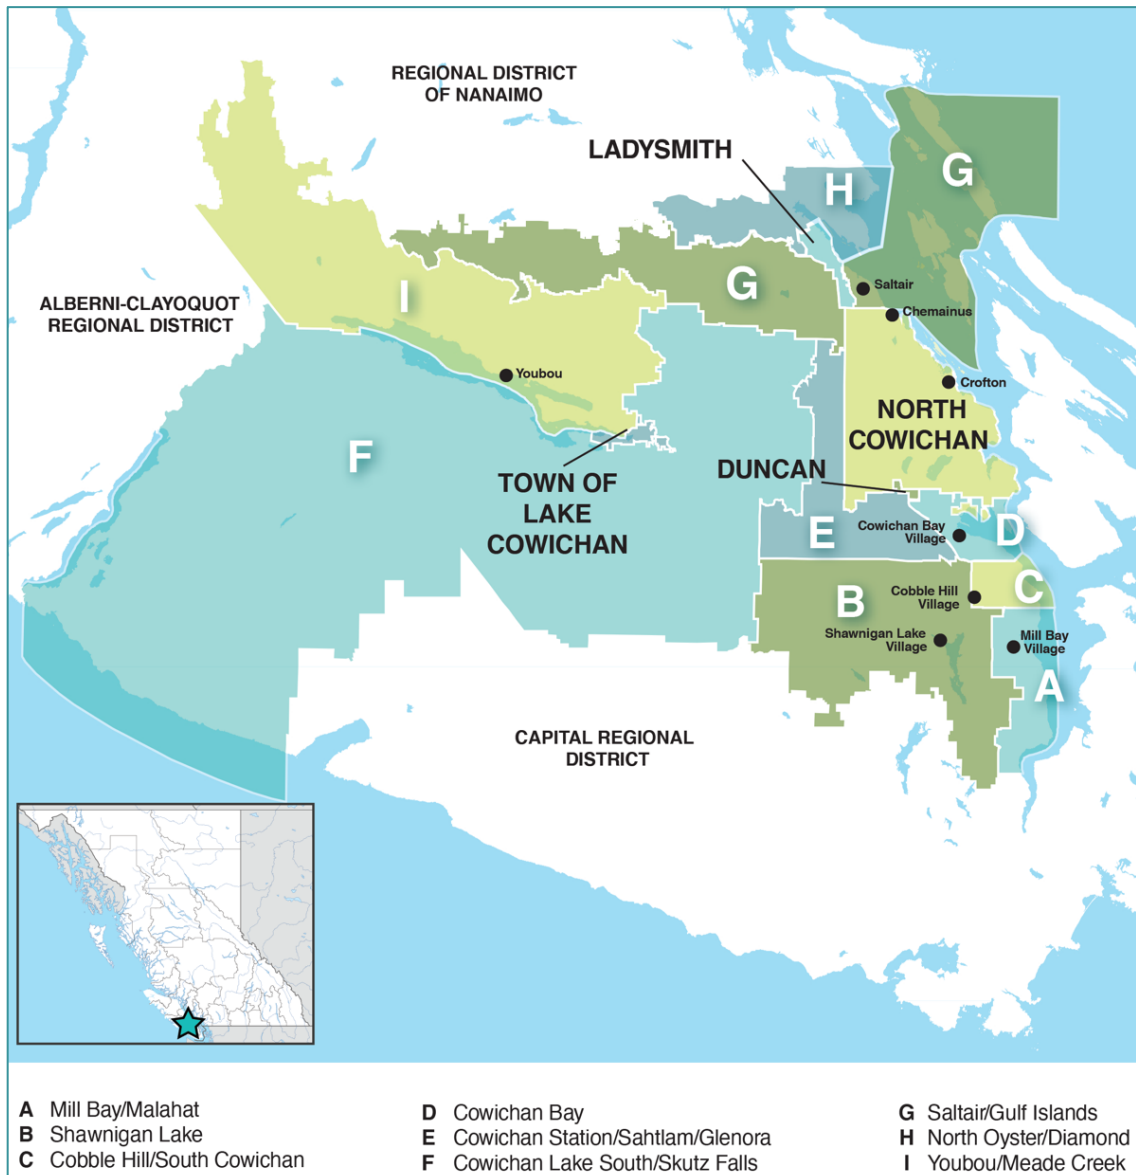 REGIONAL DISTRICT
OF NANAIMO
LADYSMITH
H
G
ALBERNI-CLAYOQUOT
REGIONAL DISTRICT
I
G
Saltair
Chemainus
Youbou
Crofton
NORTH
COWICHAN
F
TOWN OF
LAKE
COWICHAN
DUNCAN
E
Cowichan Bay
Village
D
B
Cobble Hill
Village
C
Shawnigan Lake
Village
Mill Bay
Village
A
CAPITAL REGIONAL
DISTRICT
A Mill Bay/Malahat
B Shawnigan Lake
C Cobble Hill/South Cowichan
D Cowichan Bay
E Cowichan Station/Sahtlam/Glenora
F Cowichan Lake South/Skutz Falls
G Saltair/Gulf Islands
H North Oyster/Diamond
I Youbou/Meade Creek